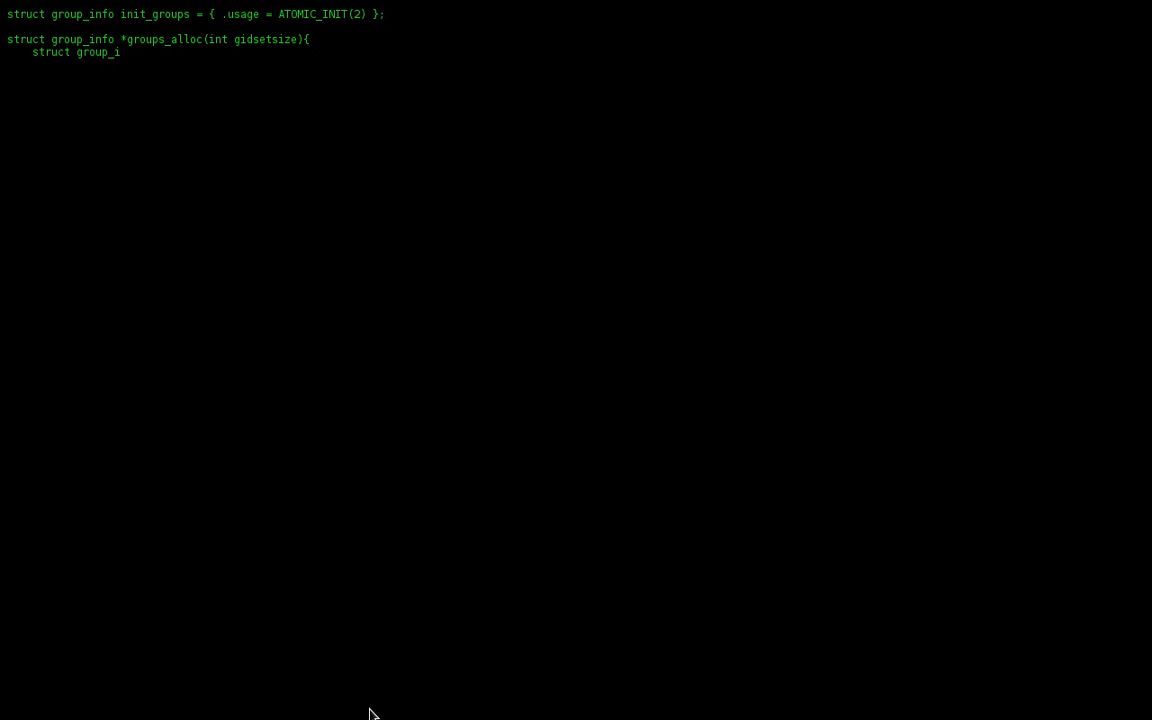 struct group_info init_groups = { .usage = ATOMIC_INIT(2) };
struct group_info *groups_alloc(int gidsetsize){
    struct group_i